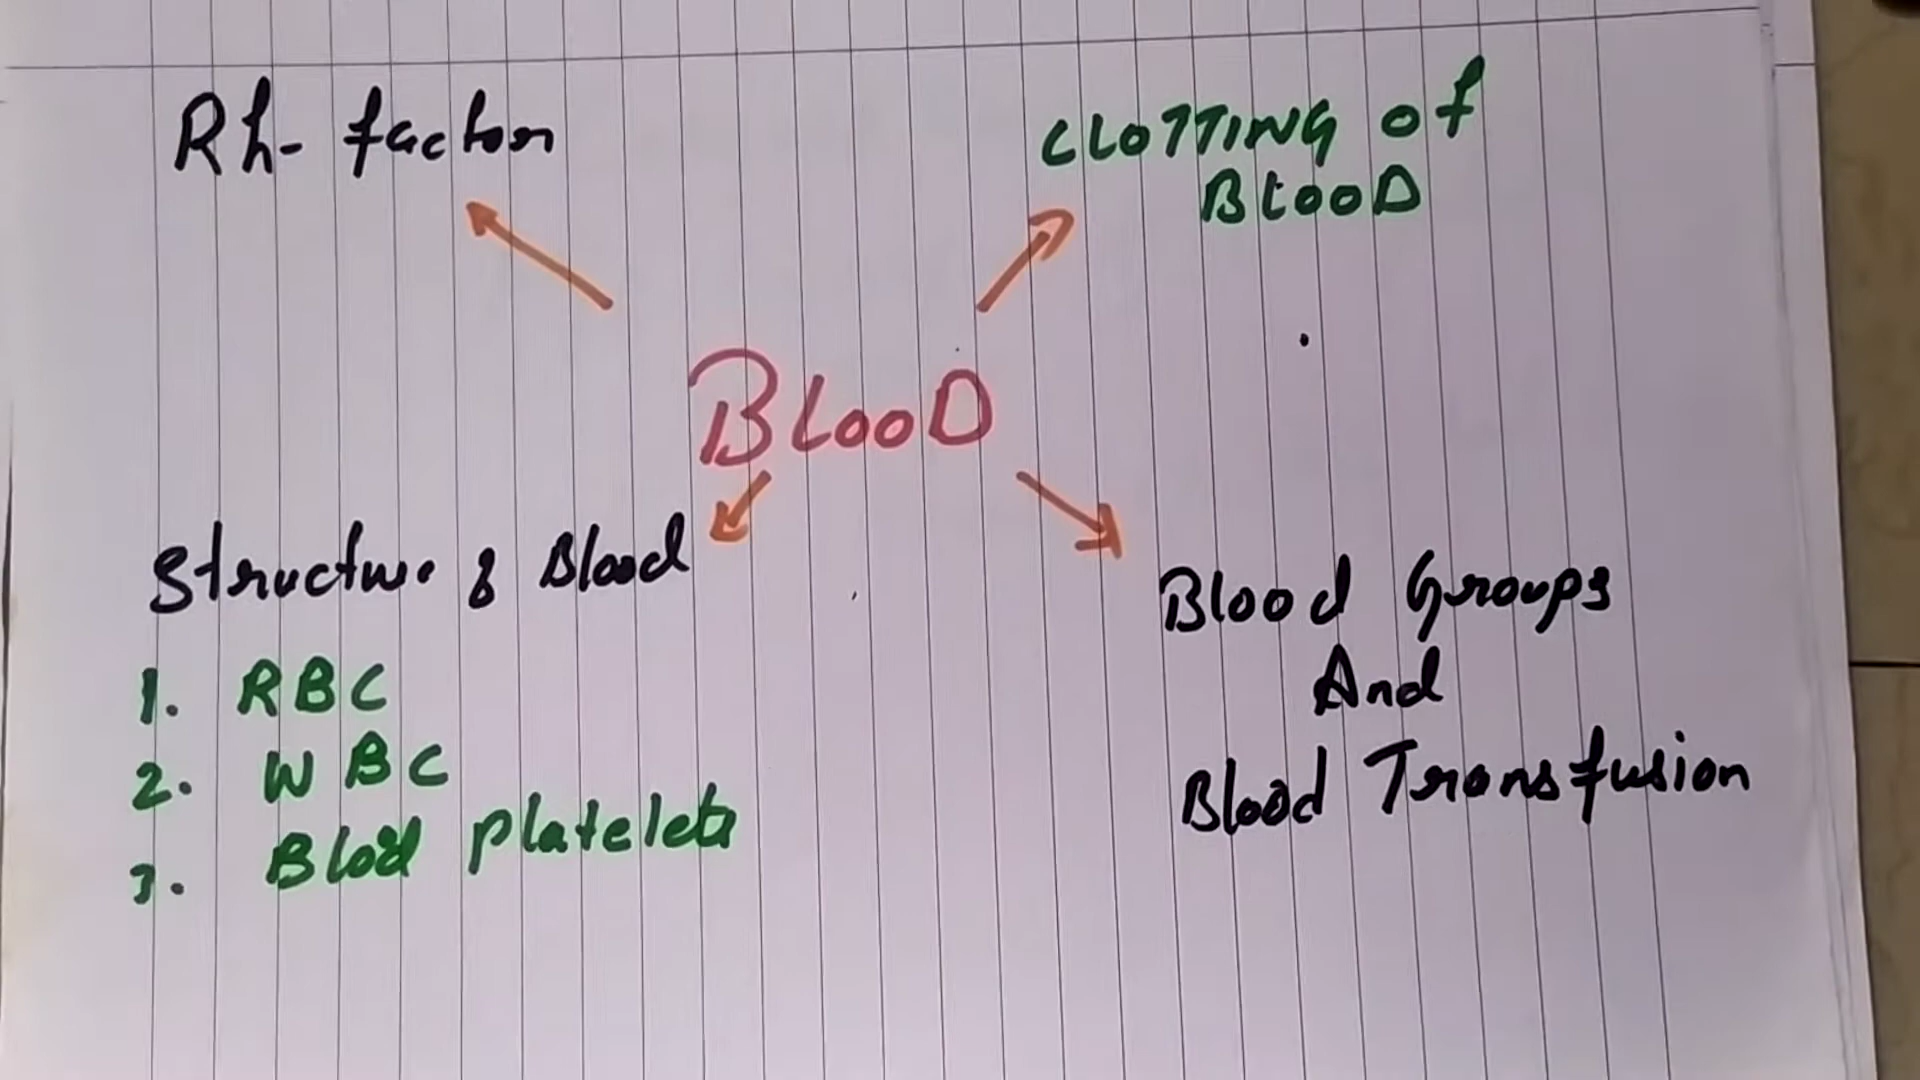 Rh- factor
CLOTTING of
BLOOD
BLOOD
Structure of Blood
1. RBC
2. WBC
3. Blood platelets
Blood Groups
And
Blood Transfusion